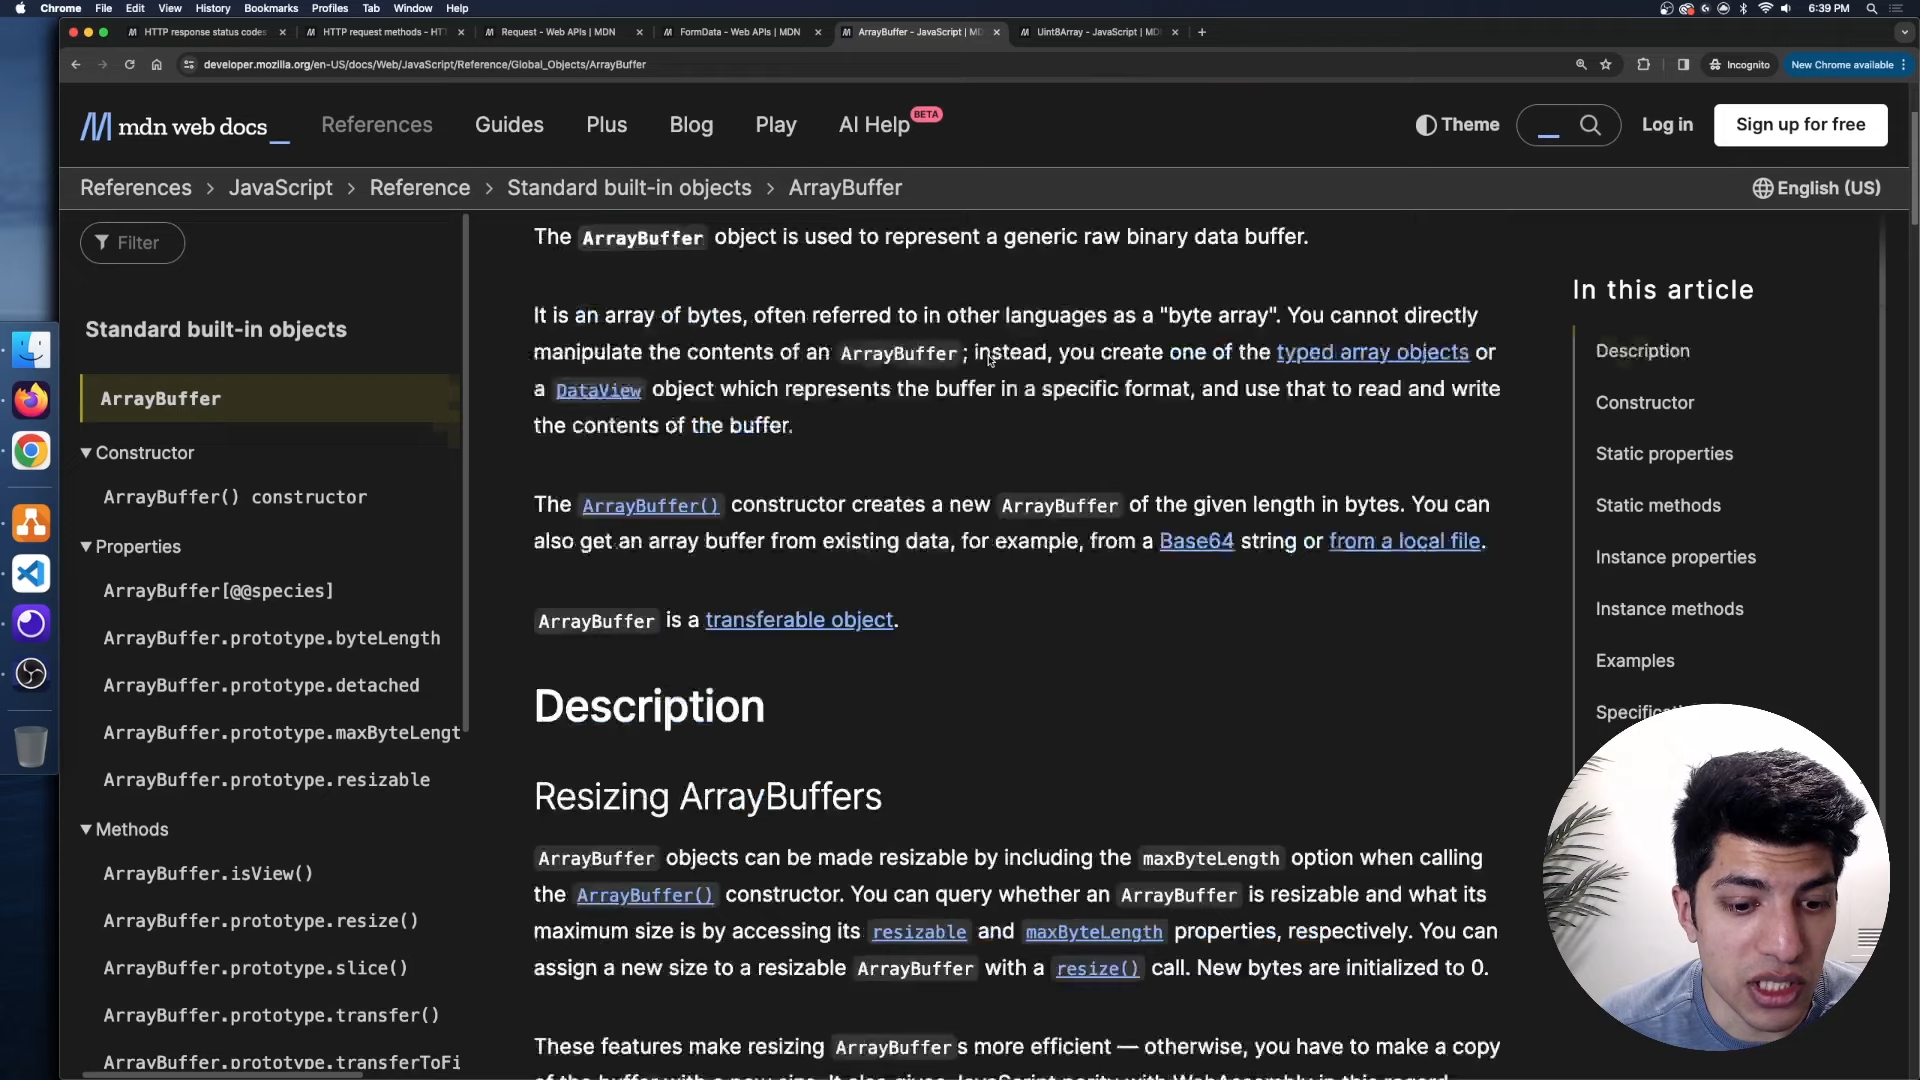 Chrome File Edit View History Bookmarks Profiles Tab Window Help 6:39 PM
HTTP response status codes HTTP request methods - HT Request - Web APIs | MDN FormData - Web APIs | MDN ArrayBuffer - JavaScript | MD Uint8Array - JavaScript | MD
developer.mozilla.org/en-US/docs/Web/JavaScript/Reference/Global_Objects/ArrayBuffer Incognito New Chrome available
mdn web docs_ References Guides Plus Blog Play AI Help BETA Theme Log in Sign up for free
References > JavaScript > Reference > Standard built-in objects > ArrayBuffer English (US)
Filter
Standard built-in objects
ArrayBuffer
Constructor
ArrayBuffer() constructor
Properties
ArrayBuffer[@@species]
ArrayBuffer.prototype.byteLength
ArrayBuffer.prototype.detached
ArrayBuffer.prototype.maxByteLengt
ArrayBuffer.prototype.resizable
Methods
ArrayBuffer.isView()
ArrayBuffer.prototype.resize()
ArrayBuffer.prototype.slice()
ArrayBuffer.prototype.transfer()
ArrayBuffer.prototype.transferToFi
The ArrayBuffer object is used to represent a generic raw binary data buffer.
It is an array of bytes, often referred to in other languages as a "byte array". You cannot directly
manipulate the contents of an ArrayBuffer; instead, you create one of the typed array objects or
a DataView object which represents the buffer in a specific format, and use that to read and write
the contents of the buffer.
The ArrayBuffer() constructor creates a new ArrayBuffer of the given length in bytes. You can
also get an array buffer from existing data, for example, from a Base64 string or from a local file.
ArrayBuffer is a transferable object.
Description
Resizing ArrayBuffers
ArrayBuffer objects can be made resizable by including the maxByteLength option when calling
the ArrayBuffer() constructor. You can query whether an ArrayBuffer is resizable and what its
maximum size is by accessing its resizable and maxByteLength properties, respectively. You can
assign a new size to a resizable ArrayBuffer with a resize() call. New bytes are initialized to 0.
These features make resizing ArrayBuffers more efficient — otherwise, you have to make a copy
In this article
Description
Constructor
Static properties
Static methods
Instance properties
Instance methods
Examples